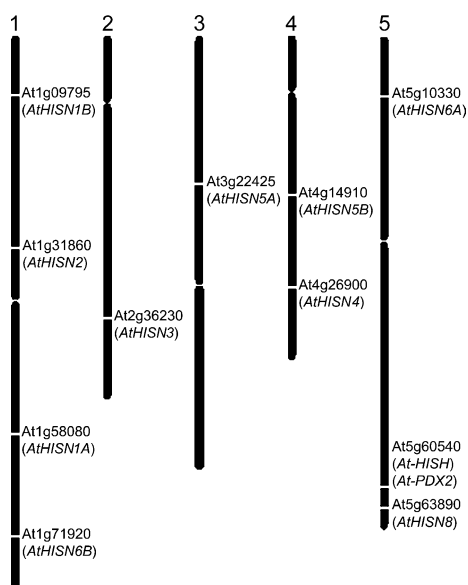 1
2
3
4
5
At1g09795
(AtHISN1B)
At1g31860
(AtHISN2)
At1g58080
(AtHISN1A)
At1g71920
(AtHISN6B)
At2g36230
(AtHISN3)
At3g22425
(AtHISN5A)
At4g14910
(AtHISN5B)
At4g26900
(AtHISN4)
At5g10330
(AtHISN6A)
At5g60540
(At-HISH)
(At-PDX2)
At5g63890
(AtHISN8)